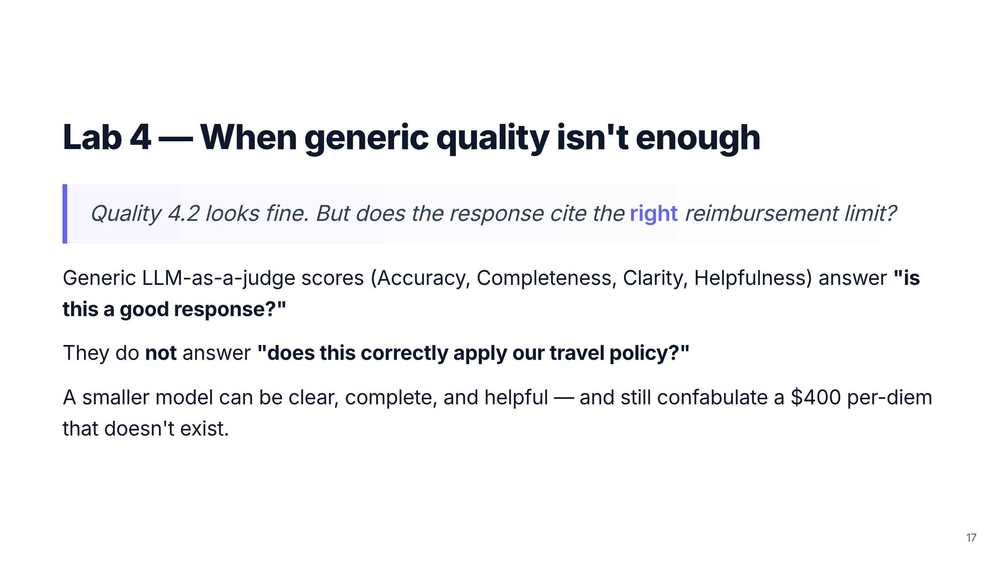 Lab 4 — When generic quality isn't enough
Quality 4.2 looks fine. But does the response cite the right reimbursement limit?
Generic LLM-as-a-judge scores (Accuracy, Completeness, Clarity, Helpfulness) answer "is
this a good response?"
They do not answer "does this correctly apply our travel policy?"
A smaller model can be clear, complete, and helpful — and still confabulate a $400 per-diem
that doesn't exist.
17